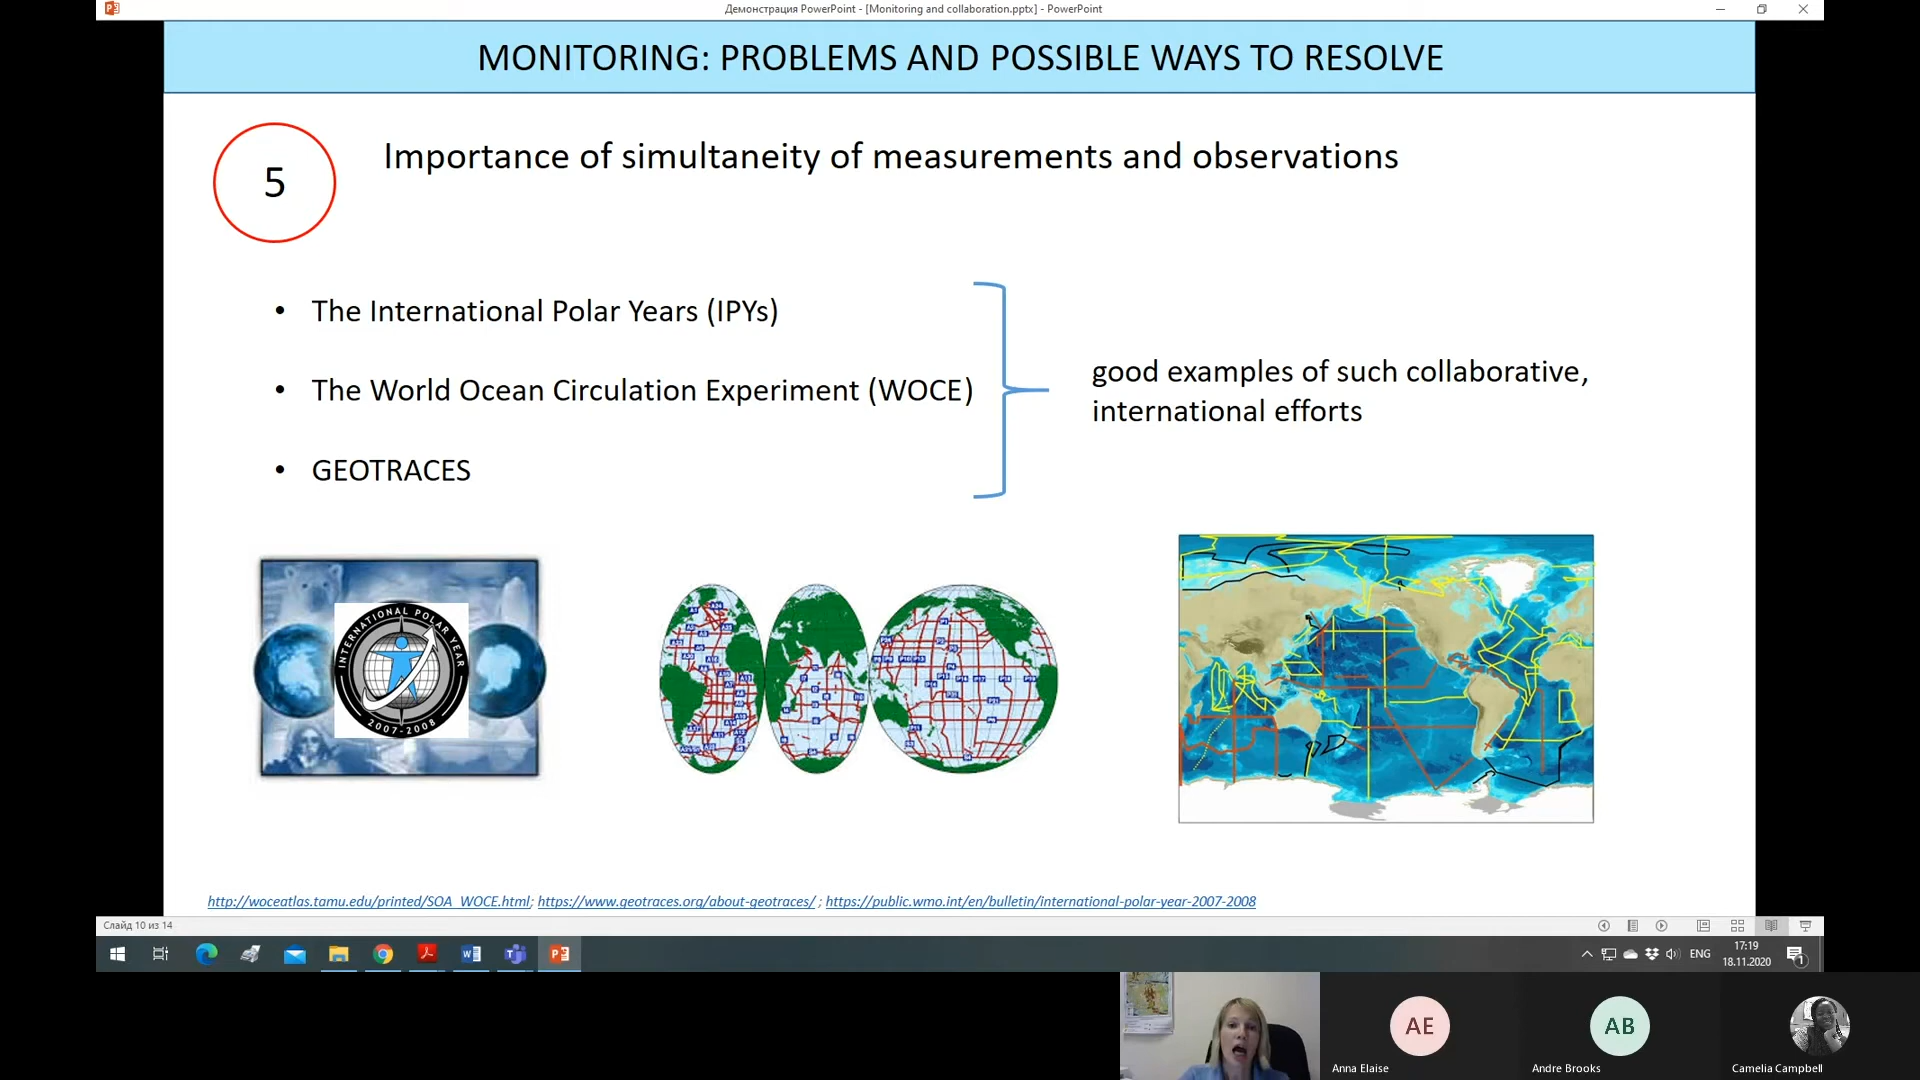 Демонстрация PowerPoint - [Monitoring and collaboration.pptx] - PowerPoint
MONITORING: PROBLEMS AND POSSIBLE WAYS TO RESOLVE
5
Importance of simultaneity of measurements and observations
• The International Polar Years (IPYs)
• The World Ocean Circulation Experiment (WOCE)
• GEOTRACES
good examples of such collaborative,
international efforts
INTERNATIONAL POLAR YEAR
2007-2008
http://woceatlas.tamu.edu/printed/SOA_WOCE.html; https://www.geotraces.org/about-geotraces/ ; https://public.wmo.int/en/bulletin/international-polar-year-2007-2008
Слайд 10 из 14
ENG
17:19
18.11.2020
1
AE
AB
Anna Elaise
Andre Brooks
Camelia Campbell